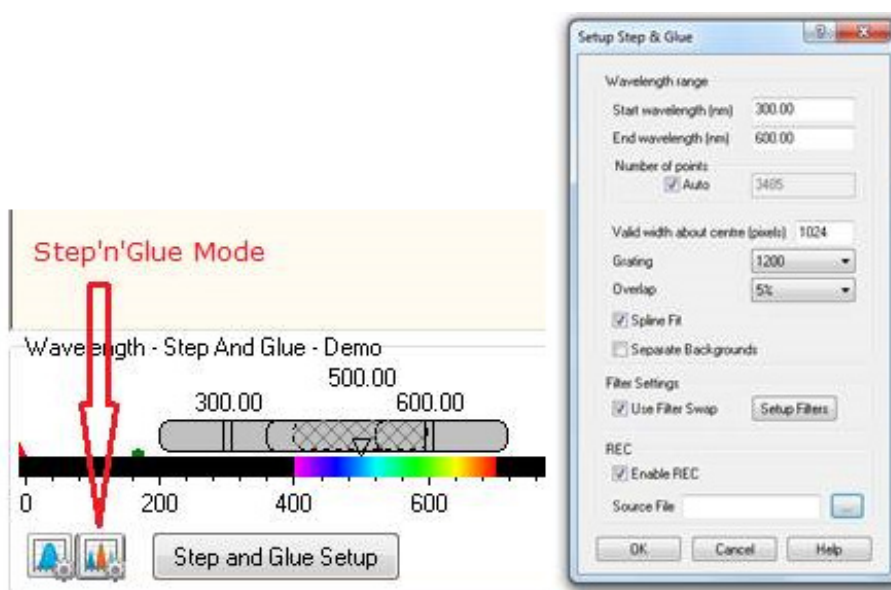 Step'n'Glue Mode
Wavelength - Step And Glue - Demo
500.00
300.00 600.00
0 200 400 600
Step and Glue Setup
Setup Step & Glue
Wavelength range
Start wavelength (nm) 300.00
End wavelength (nm) 600.00
Number of points
Auto 3485
Valid width about centre (pixels) 1024
Grating 1200
Overlap 5%
Spline Fit
Separate Backgrounds
Filter Settings
Use Filter Swap Setup Filters
REC
Enable REC
Source File ...
OK Cancel Help